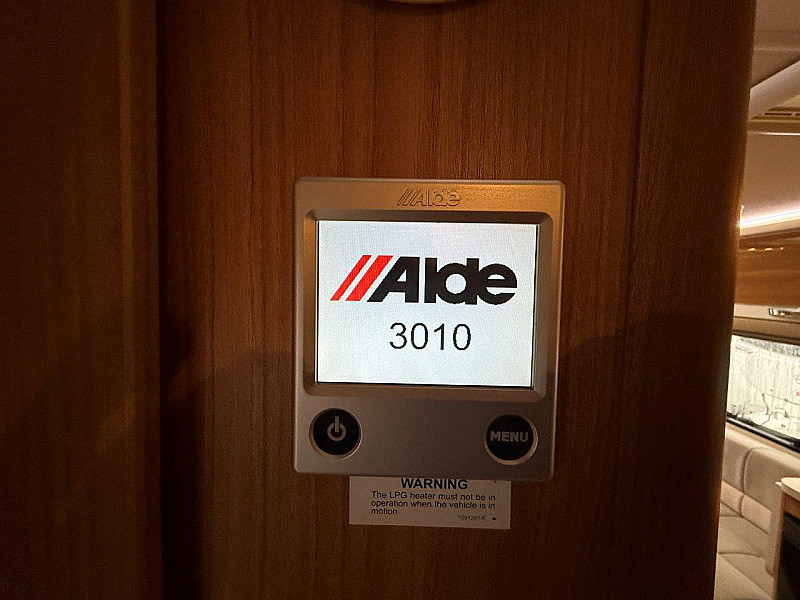 Alde
Alde
3010
MENU
WARNING
The LPG heater must not be in
operation when the vehicle is in
motion